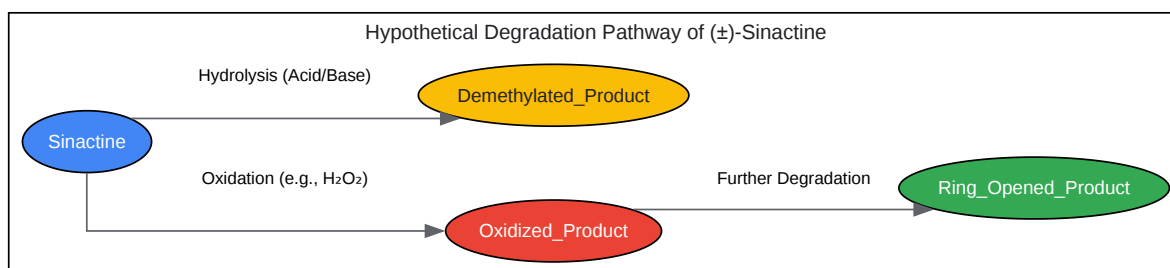 Hypothetical Degradation Pathway of (±)-Sinactine
Hydrolysis (Acid/Base)
Demethylated_Product
Sinactine
Oxidation (e.g., H₂O₂)
Further Degradation
Ring_Opened_Product
Oxidized_Product